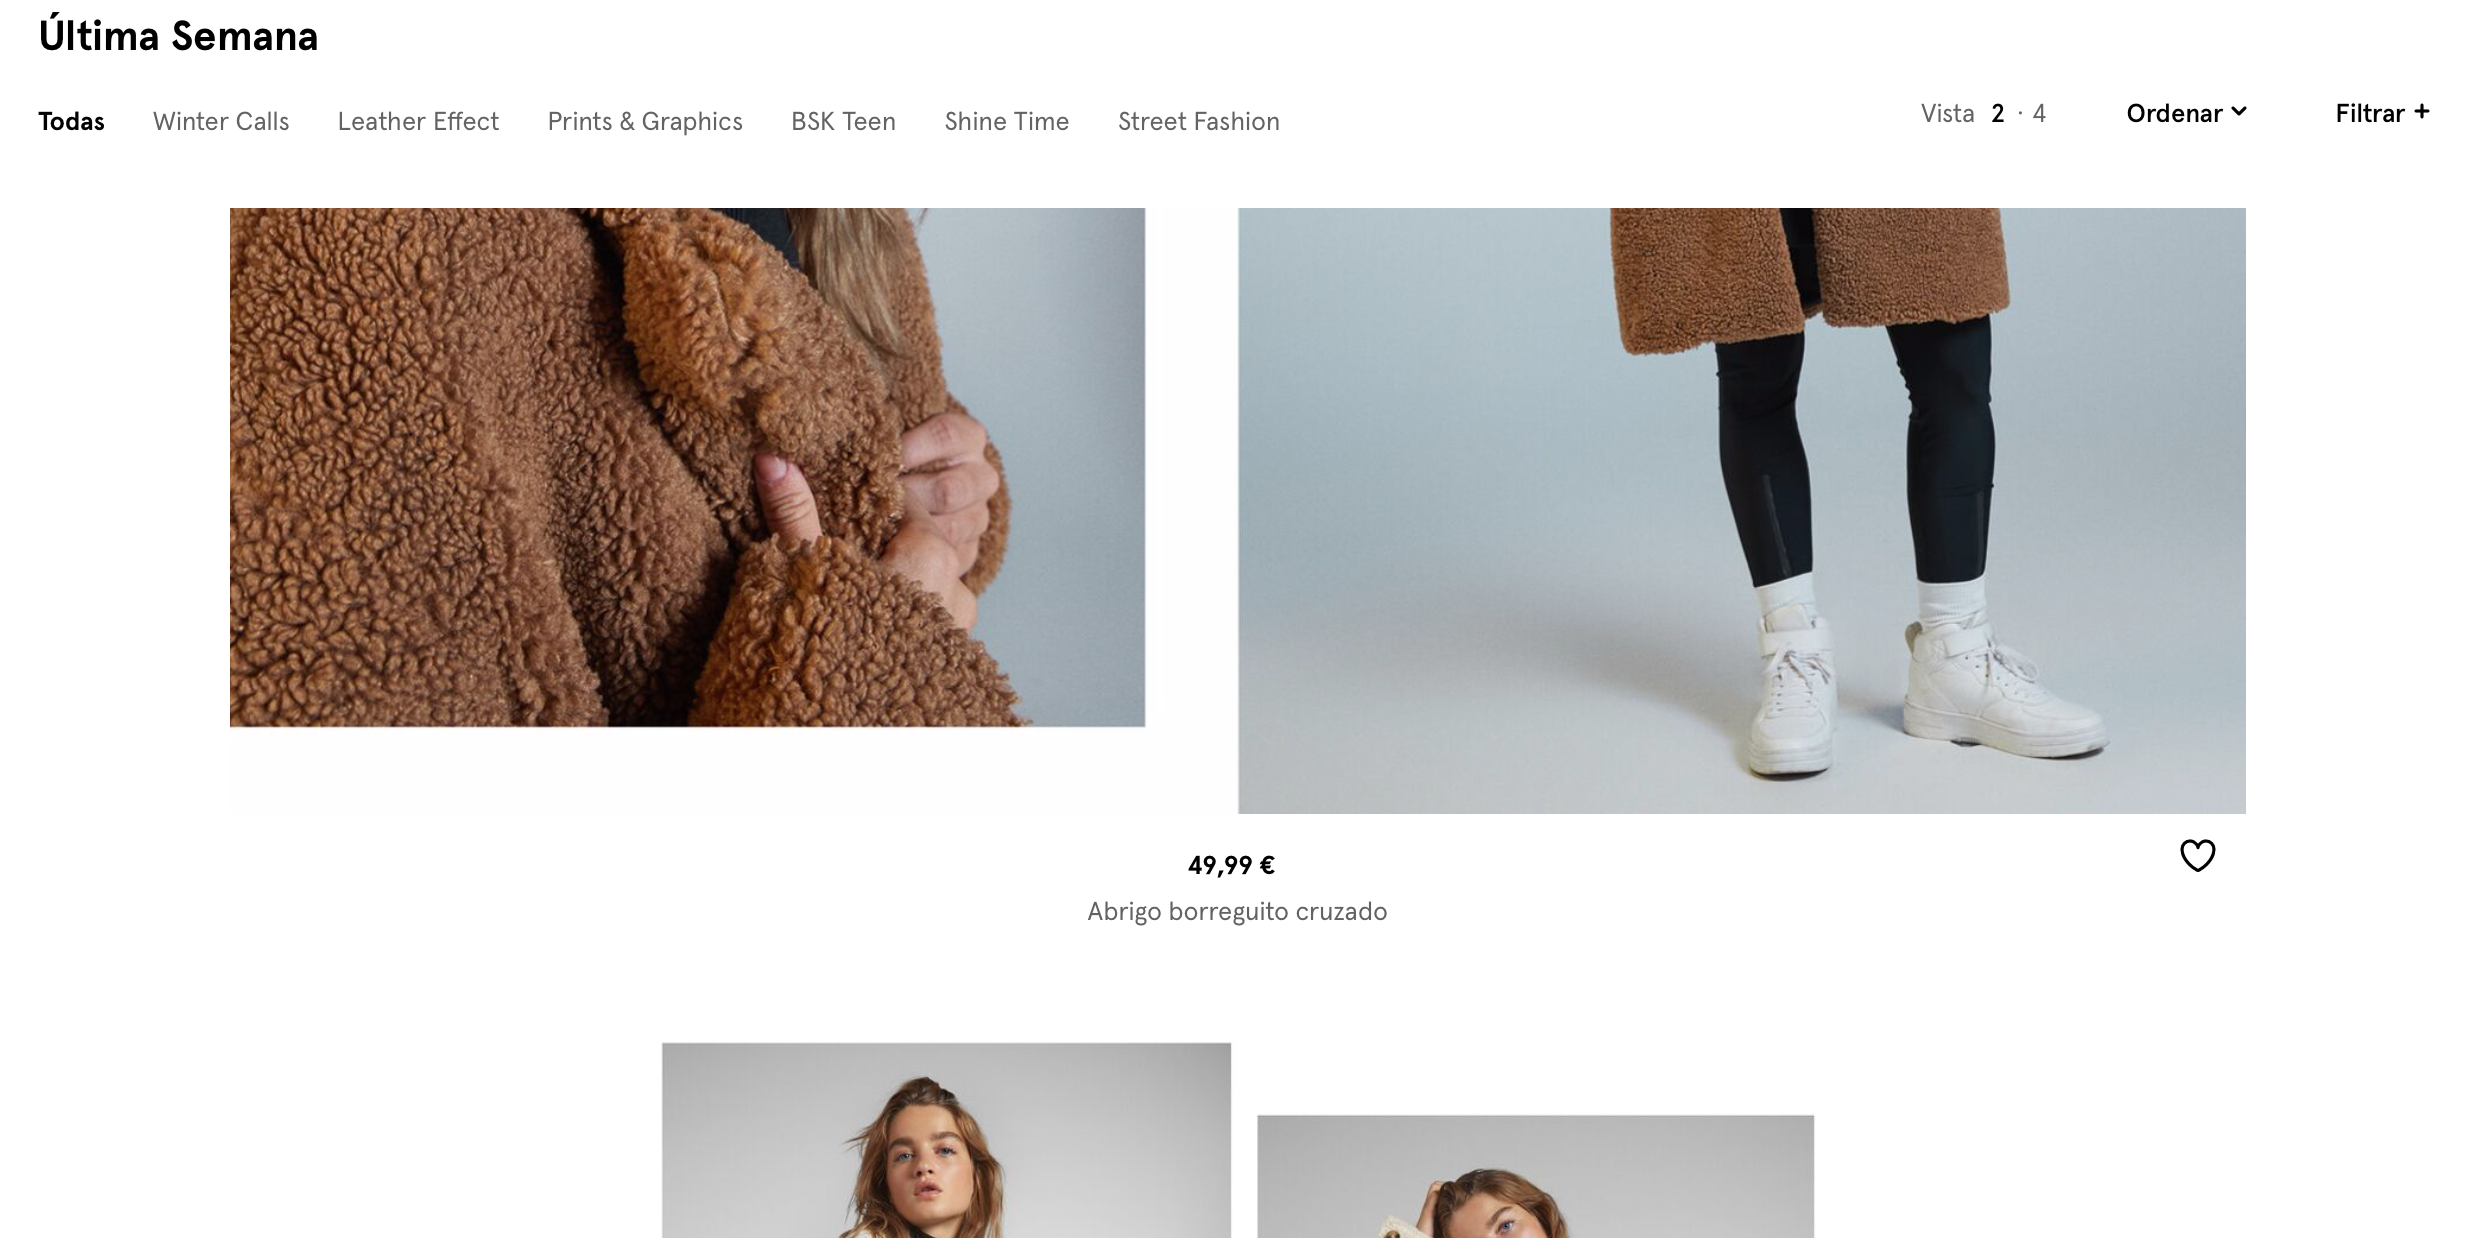 Última Semana
Todas Winter Calls Leather Effect Prints & Graphics BSK Teen Shine Time Street Fashion
Vista 2 · 4 Ordenar Filtrar +
49,99 €
Abrigo borreguito cruzado